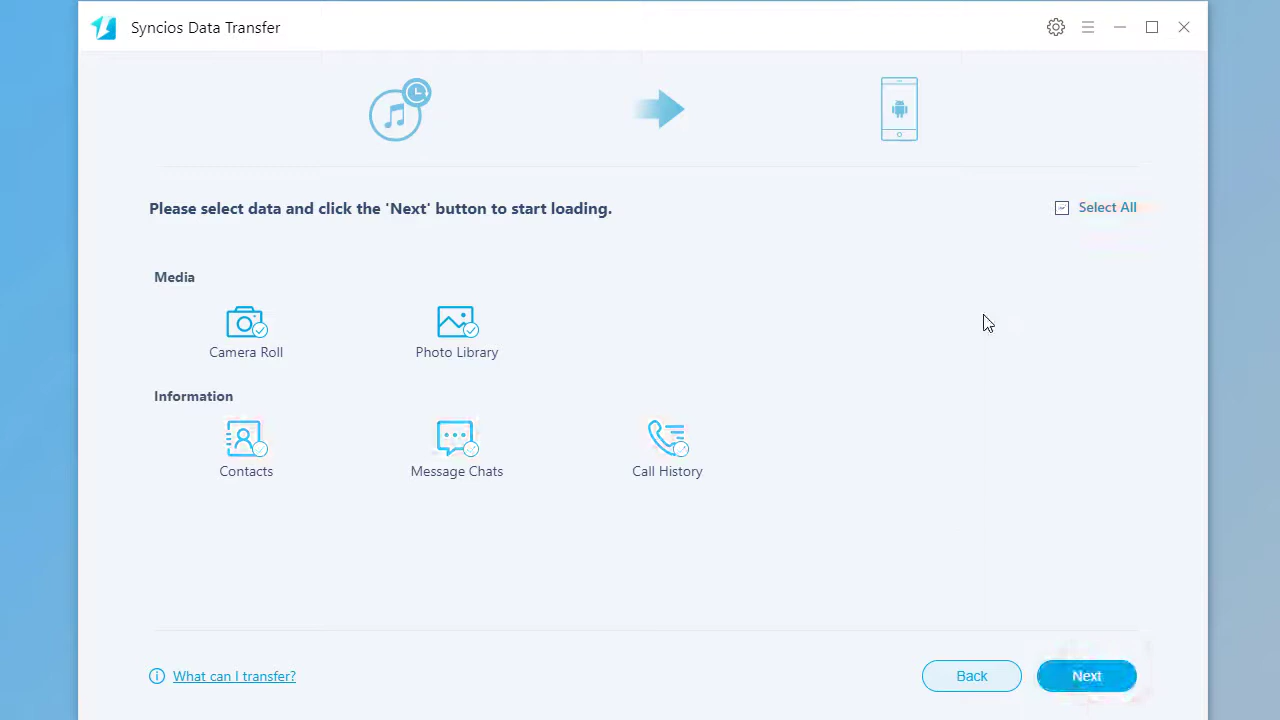 Syncios Data Transfer
Please select data and click the 'Next' button to start loading.
Select All
Media
Camera Roll
Photo Library
Information
Contacts
Message Chats
Call History
What can I transfer?
Back
Next